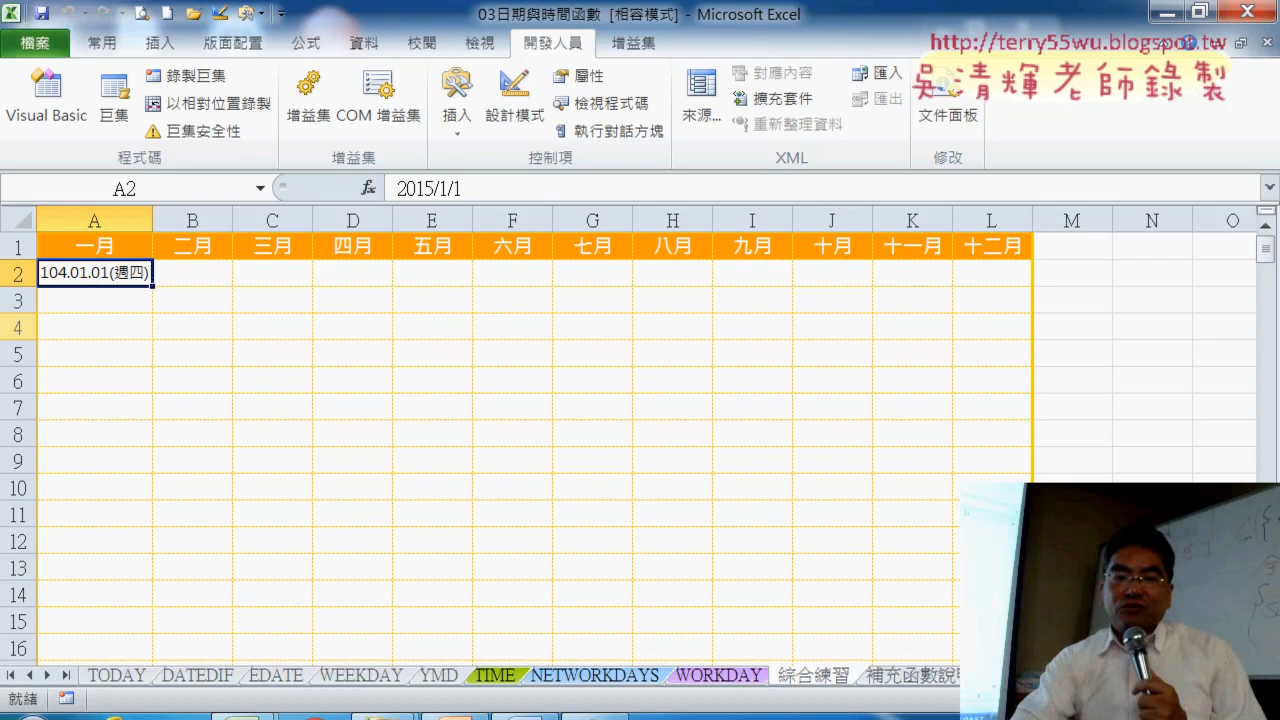 03日期與時間函數 [相容模式] - Microsoft Excel
檔案 常用 插入 版面配置 公式 資料 校閱 檢視 開發人員 增益集
http://terry55wu.blogspot.tw
吳清輝老師錄製
Visual Basic 巨集 錄製巨集 以相對位置錄製 巨集安全性
增益集 COM 增益集
插入 設計模式 屬性 檢視程式碼 執行對話方塊
來源... 對應內容 擴充套件 重新整理資料 匯入 匯出
文件面板
程式碼 增益集 控制項 XML 修改
A2 fx 2015/1/1
A B C D E F G H I J K L M N O
1 一月 二月 三月 四月 五月 六月 七月 八月 九月 十月 十一月 十二月
2 104.01.01(週四)
3
4
5
6
7
8
9
10
11
12
13
14
15
16
TODAY DATEDIF EDATE WEEKDAY YMD TIME NETWORKDAYS WORKDAY 綜合練習 補充函數說
就緒